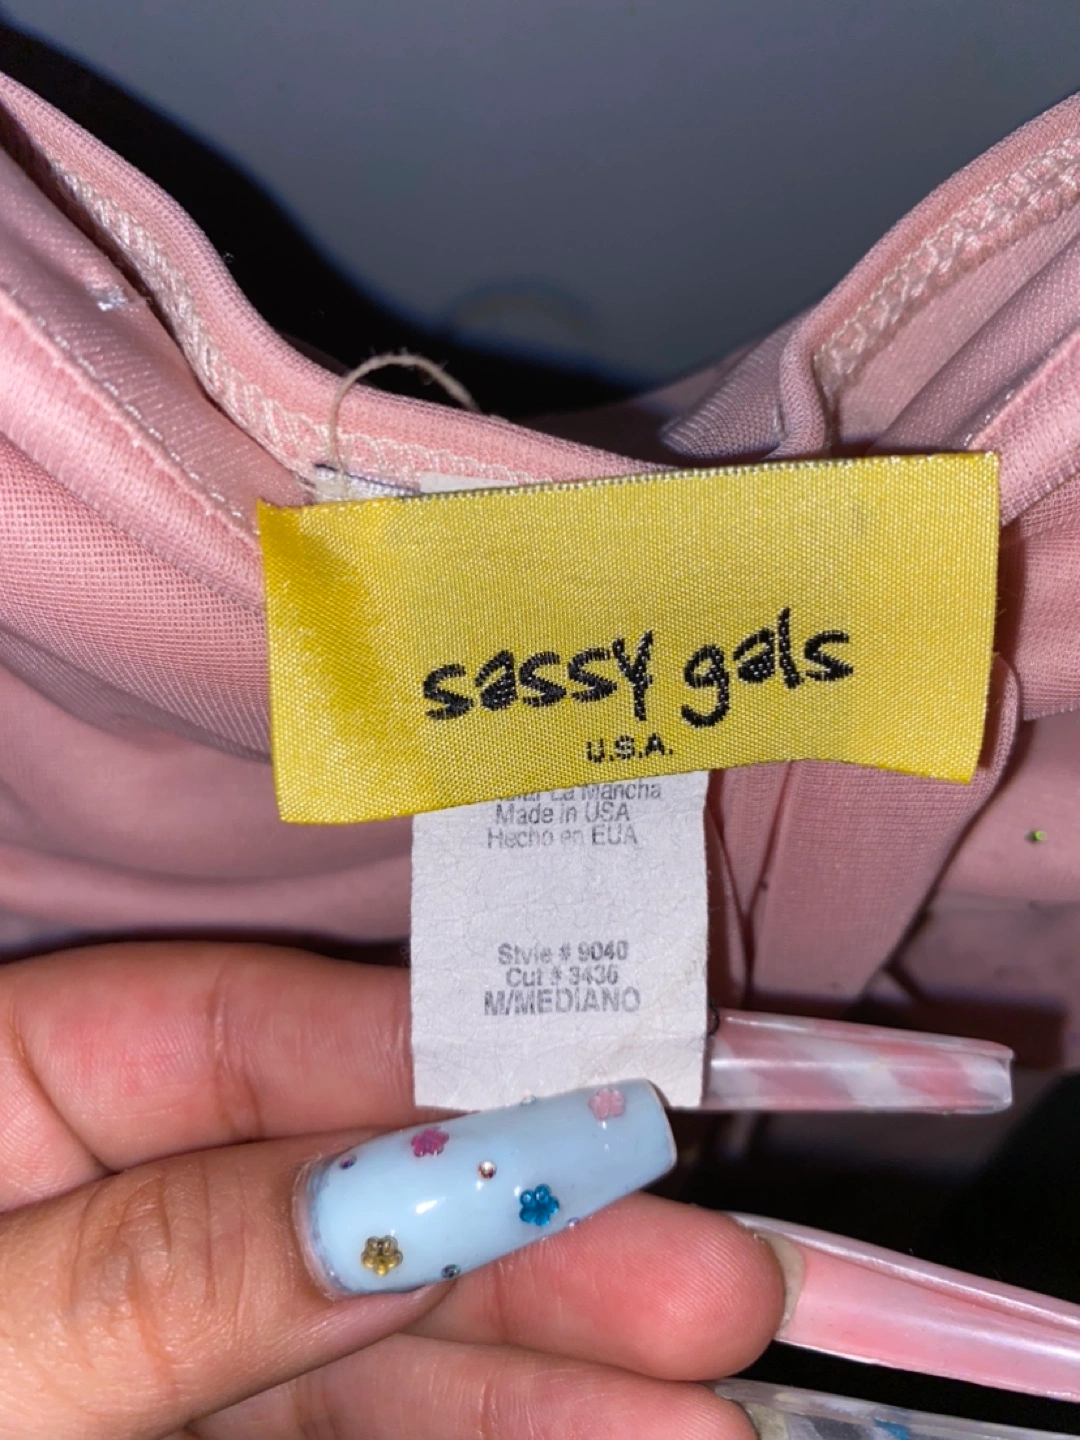 sassy gals
U.S.A.
La Mancha
Made in USA
Hecho en EUA
Style # 9040
Cut # 3436
M/MEDIANO